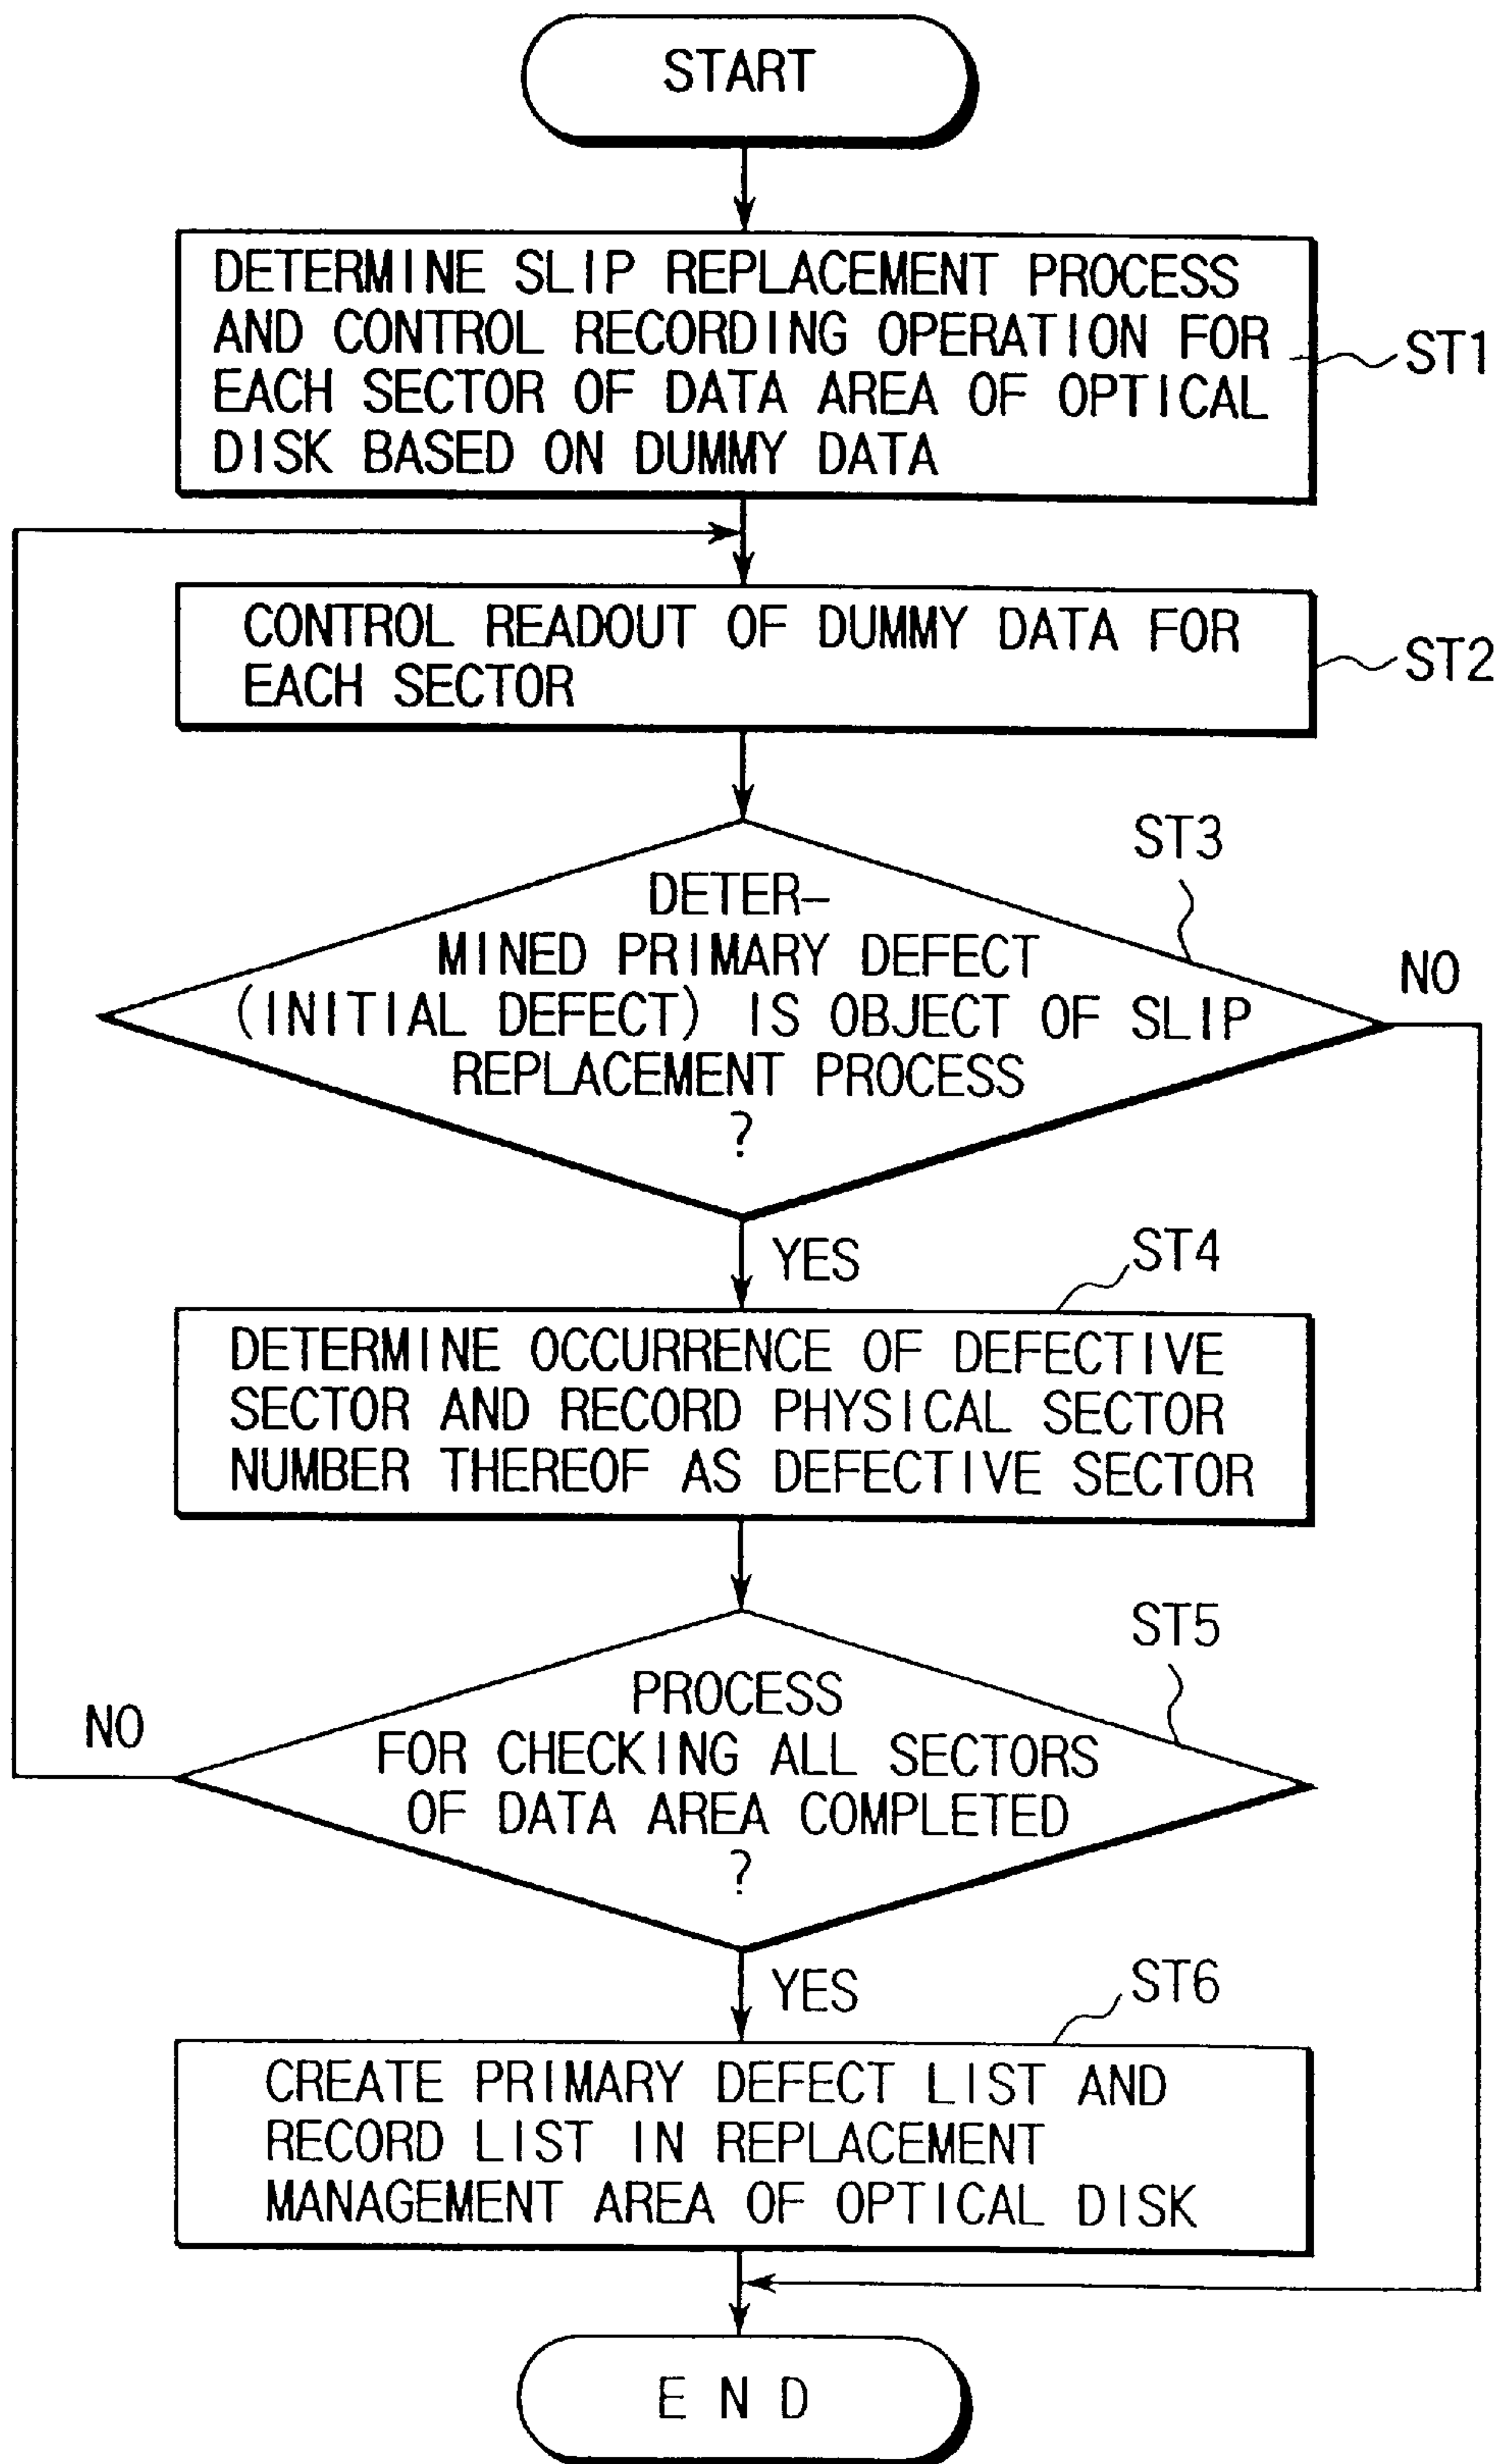 START
DETERMINE SLIP REPLACEMENT PROCESS
AND CONTROL RECORDING OPERATION FOR
EACH SECTOR OF DATA AREA OF OPTICAL
DISK BASED ON DUMMY DATA
ST1
CONTROL READOUT OF DUMMY DATA FOR
EACH SECTOR
ST2
ST3
DETER-
MINED PRIMARY DEFECT
(INITIAL DEFECT) IS OBJECT OF SLIP
REPLACEMENT PROCESS
?
NO
YES
ST4
DETERMINE OCCURRENCE OF DEFECTIVE
SECTOR AND RECORD PHYSICAL SECTOR
NUMBER THEREOF AS DEFECTIVE SECTOR
ST5
PROCESS
FOR CHECKING ALL SECTORS
OF DATA AREA COMPLETED
?
NO
YES
ST6
CREATE PRIMARY DEFECT LIST AND
RECORD LIST IN REPLACEMENT
MANAGEMENT AREA OF OPTICAL DISK
END